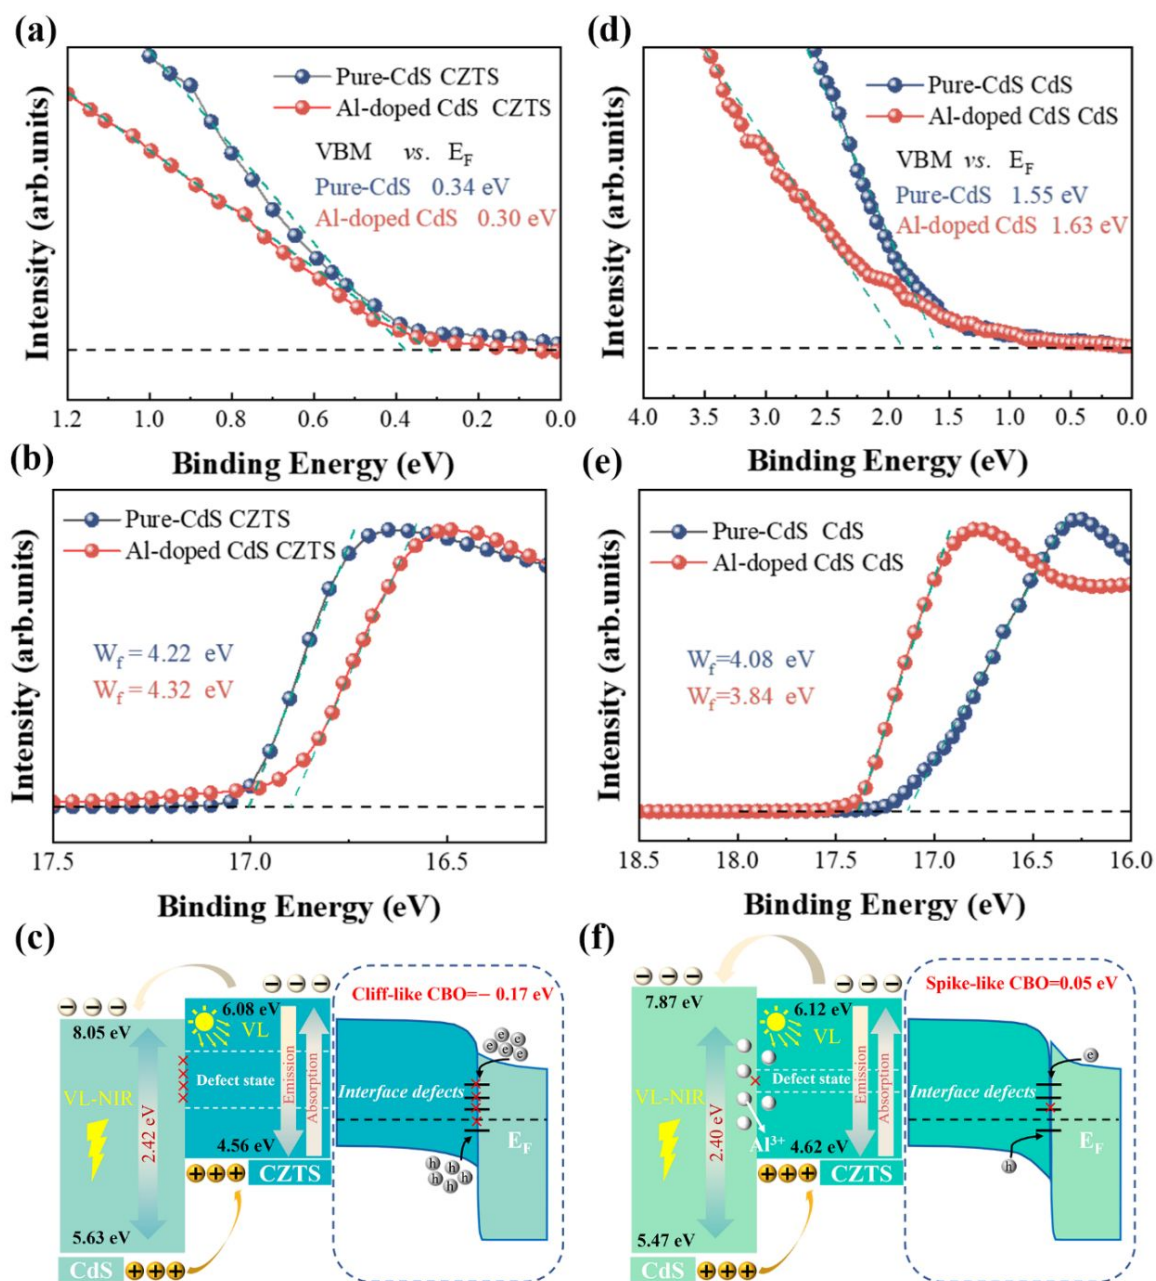 (a)
Intensity (arb.units)
Pure-CdS CZTS
Al-doped CdS CZTS
VBM vs. EF
Pure-CdS 0.34 eV
Al-doped CdS 0.30 eV
1.2 1.0 0.8 0.6 0.4 0.2 0.0
Binding Energy (eV)
(d)
Intensity (arb.units)
Pure-CdS CdS
Al-doped CdS CdS
VBM vs. EF
Pure-CdS 1.55 eV
Al-doped CdS 1.63 eV
4.0 3.5 3.0 2.5 2.0 1.5 1.0 0.5 0.0
Binding Energy (eV)
(b)
Intensity (arb.units)
Pure-CdS CZTS
Al-doped CdS CZTS
Wf = 4.22 eV
Wf = 4.32 eV
17.5 17.0 16.5
Binding Energy (eV)
(e)
Intensity (arb.units)
Pure-CdS CdS
Al-doped CdS CdS
Wf=4.08 eV
Wf=3.84 eV
18.5 18.0 17.5 17.0 16.5 16.0
Binding Energy (eV)
(c)
8.05 eV
VL-NIR
2.42 eV
5.63 eV
CdS
6.08 eV
VL
Defect state
Emission
Absorption
4.56 eV
CZTS
Cliff-like CBO=− 0.17 eV
e e e e e
Interface defects
EF
h h h h h
(f)
7.87 eV
VL-NIR
2.40 eV
5.47 eV
CdS
6.12 eV
VL
Defect state
Emission
Absorption
Al3+
4.62 eV
CZTS
Spike-like CBO=0.05 eV
e
Interface defects
EF
h